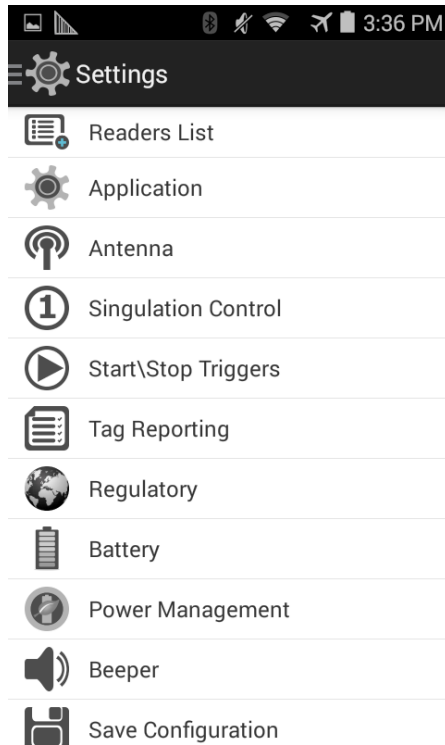 3:36 PM
Settings
Readers List
Application
Antenna
1 Singulation Control
Start\Stop Triggers
Tag Reporting
Regulatory
Battery
Power Management
Beeper
Save Configuration